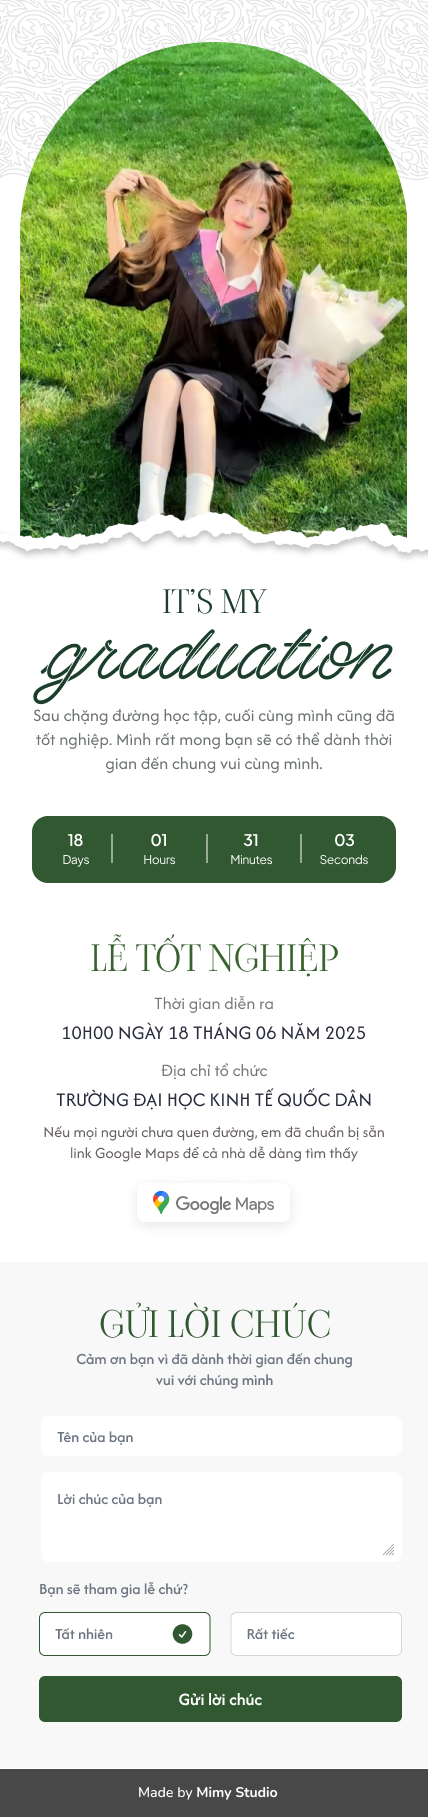 IT'S MY
graduation
Sau chặng đường học tập, cuối cùng mình cũng đã
tốt nghiệp. Mình rất mong bạn sẽ có thể dành thời
gian đến chung vui cùng mình.
18 01 31 03
Days Hours Minutes Seconds
LỄ TỐT NGHIỆP
Thời gian diễn ra
10H00 NGÀY 18 THÁNG 06 NĂM 2025
Địa chỉ tổ chức
TRƯỜNG ĐẠI HỌC KINH TẾ QUỐC DÂN
Nếu mọi người chưa quen đường, em đã chuẩn bị sẵn
link Google Maps để cả nhà dễ dàng tìm thấy
Google Maps
GỬI LỜI CHÚC
Cảm ơn bạn vì đã dành thời gian đến chung
vui với chúng mình
Tên của bạn
Lời chúc của bạn
Bạn sẽ tham gia lễ chứ?
Tất nhiên Rất tiếc
Gửi lời chúc
Made by Mimy Studio